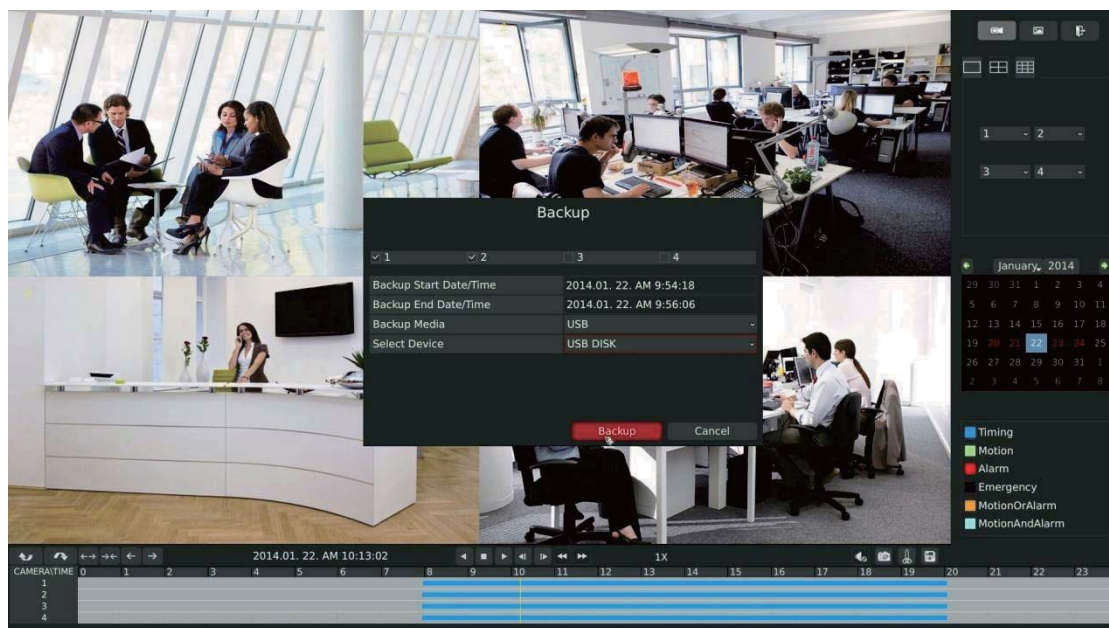 Backup
1 2 3 4
Backup Start Date/Time 2014.01. 22. AM 9:54:18
Backup End Date/Time 2014.01. 22. AM 9:56:06
Backup Media USB
Select Device USB DISK
Backup Cancel
1 2
3 4
January 2014
29 30 31 1 2 3 4
5 6 7 8 9 10 11
12 13 14 15 16 17 18
19 20 21 22 23 24 25
26 27 28 29 30 31 1
2 3 4 5 6 7 8
Timing
Motion
Alarm
Emergency
MotionOrAlarm
MotionAndAlarm
2014.01. 22. AM 10:13:02 1X
CAMERA\TIME 0 1 2 3 4 5 6 7 8 9 10 11 12 13 14 15 16 17 18 19 20 21 22 23
1
2
3
4